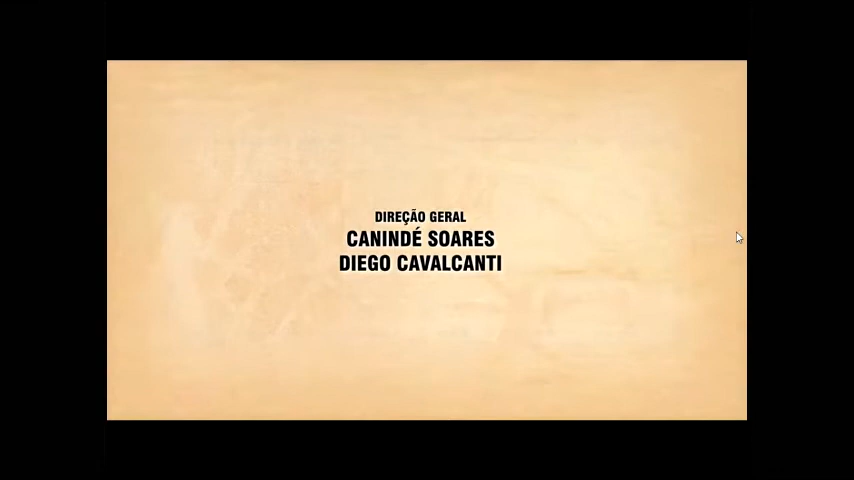 DIREÇÃO GERAL
CANINDÉ SOARES
DIEGO CAVALCANTI